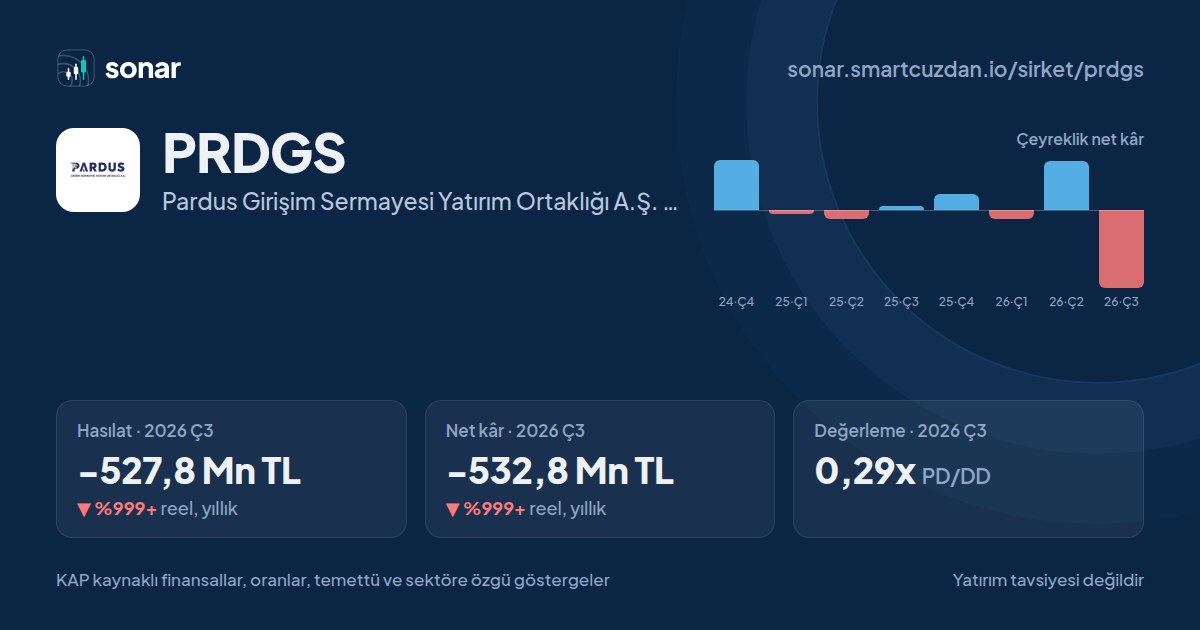 sonar
sonar.smartcuzdan.io/sirket/prdgs
PARDUS
PRDGS
Pardus Girişim Sermayesi Yatırım Ortaklığı A.Ş. ...
Çeyreklik net kâr
24·Ç4 25·Ç1 25·Ç2 25·Ç3 25·Ç4 26·Ç1 26·Ç2 26·Ç3
Hasılat · 2026 Ç3
−527,8 Mn TL
▼ %999+ reel, yıllık
Net kâr · 2026 Ç3
−532,8 Mn TL
▼ %999+ reel, yıllık
Değerleme · 2026 Ç3
0,29x PD/DD
KAP kaynaklı finansallar, oranlar, temettü ve sektöre özgü göstergeler
Yatırım tavsiyesi değildir